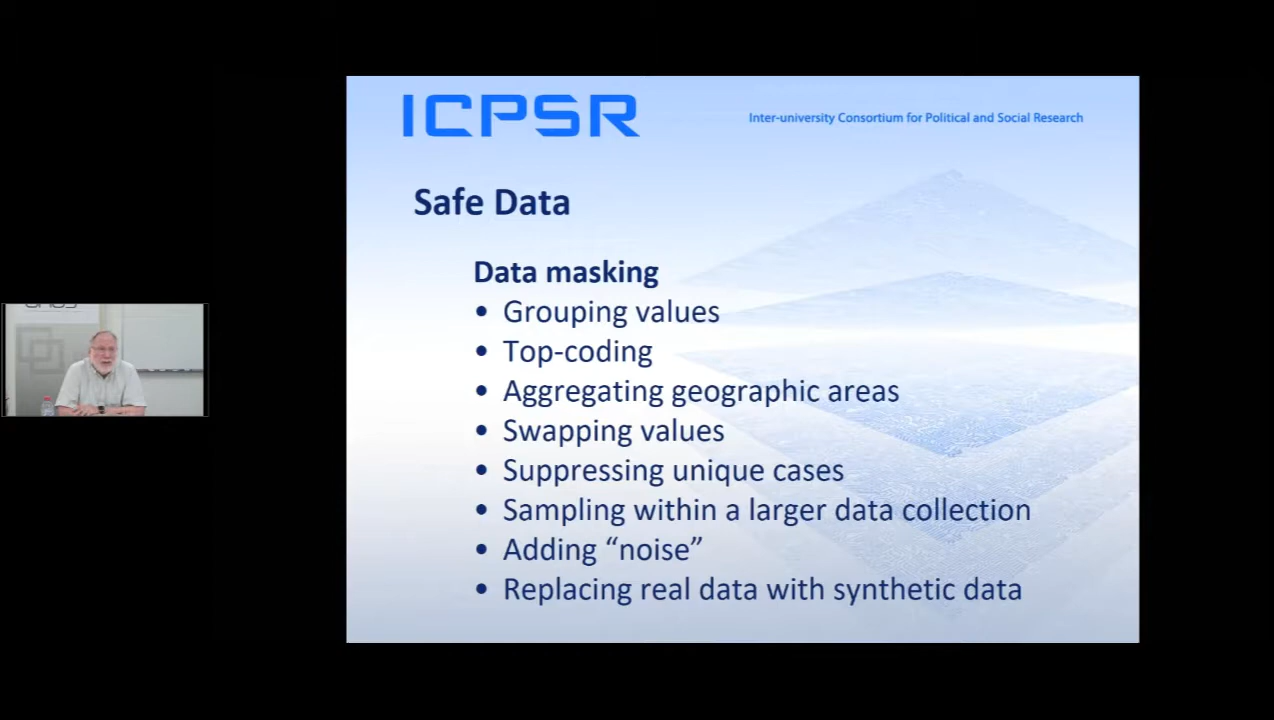 ICPSR
Inter-university Consortium for Political and Social Research
Safe Data
Data masking
• Grouping values
• Top-coding
• Aggregating geographic areas
• Swapping values
• Suppressing unique cases
• Sampling within a larger data collection
• Adding “noise”
• Replacing real data with synthetic data